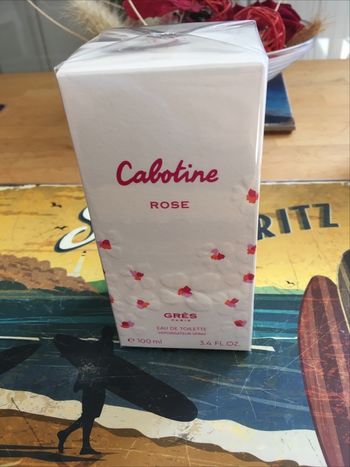 Cabotine
ROSE
RITZ
GRÈS
PARIS
EAU DE TOILETTE
VAPORISATEUR SPRAY
e 100 ml 3.4 FL.OZ.